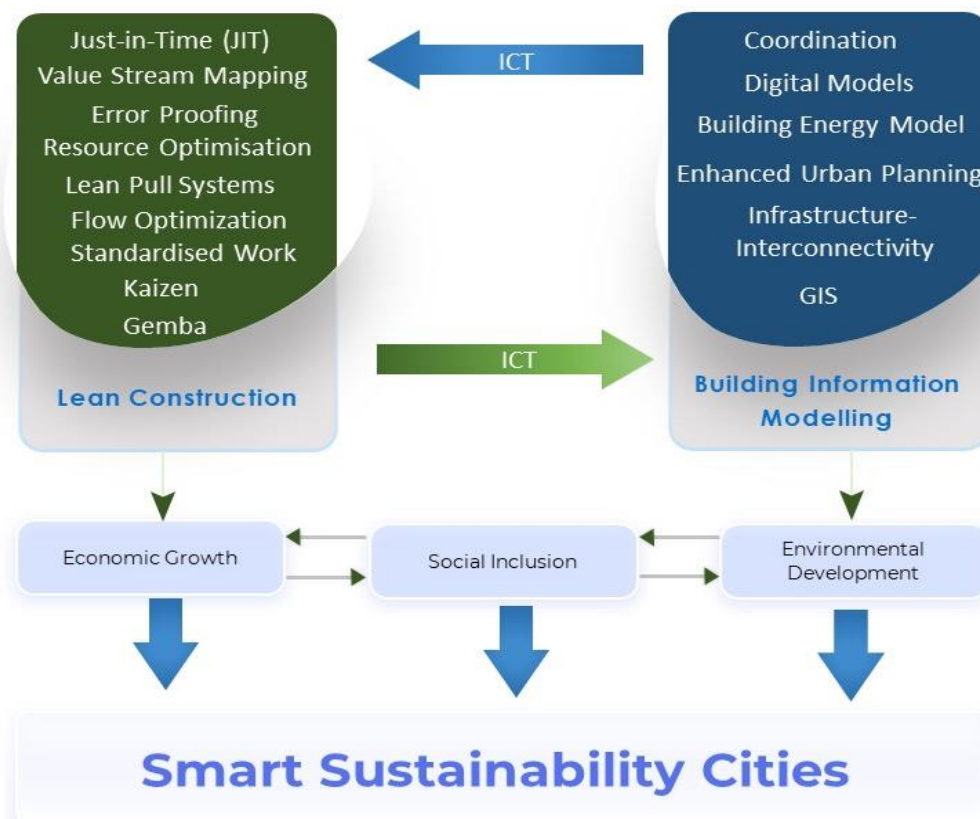 Just-in-Time (JIT)
Value Stream Mapping
Error Proofing
Resource Optimisation
Lean Pull Systems
Flow Optimization
Standardised Work
Kaizen
Gemba
Lean Construction
ICT
ICT
Coordination
Digital Models
Building Energy Model
Enhanced Urban Planning
Infrastructure-
Interconnectivity
GIS
Building Information
Modelling
Economic Growth
Social Inclusion
Environmental
Development
Smart Sustainability Cities